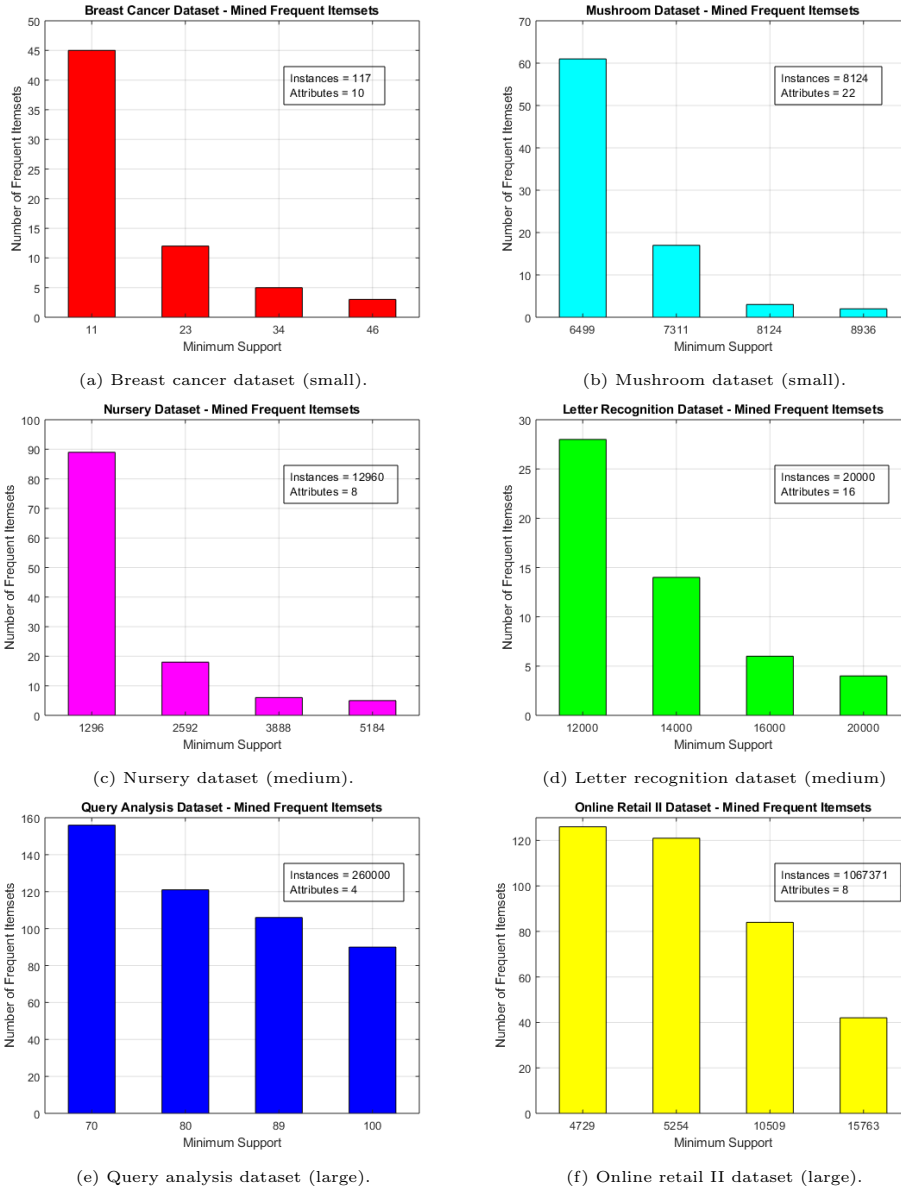 Breast Cancer Dataset - Mined Frequent Itemsets
Number of Frequent Itemsets
50
45
40
35
30
25
20
15
10
5
0
Instances = 117
Attributes = 10
11 23 34 46
Minimum Support
(a) Breast cancer dataset (small).
Mushroom Dataset - Mined Frequent Itemsets
Number of Frequent Itemsets
70
60
50
40
30
20
10
0
Instances = 8124
Attributes = 22
6499 7311 8124 8936
Minimum Support
(b) Mushroom dataset (small).
Nursery Dataset - Mined Frequent Itemsets
Number of Frequent Itemsets
100
90
80
70
60
50
40
30
20
10
0
Instances = 12960
Attributes = 8
1296 2592 3888 5184
Minimum Support
(c) Nursery dataset (medium).
Letter Recognition Dataset - Mined Frequent Itemsets
Number of Frequent Itemsets
30
25
20
15
10
5
0
Instances = 20000
Attributes = 16
12000 14000 16000 20000
Minimum Support
(d) Letter recognition dataset (medium)
Query Analysis Dataset - Mined Frequent Itemsets
Number of Frequent Itemsets
160
140
120
100
80
60
40
20
0
Instances = 260000
Attributes = 4
70 80 89 100
Minimum Support
(e) Query analysis dataset (large).
Online Retail II Dataset - Mined Frequent Itemsets
Number of Frequent Itemsets
120
100
80
60
40
20
0
Instances = 1067371
Attributes = 8
4729 5254 10509 15763
Minimum Support
(f) Online retail II dataset (large).